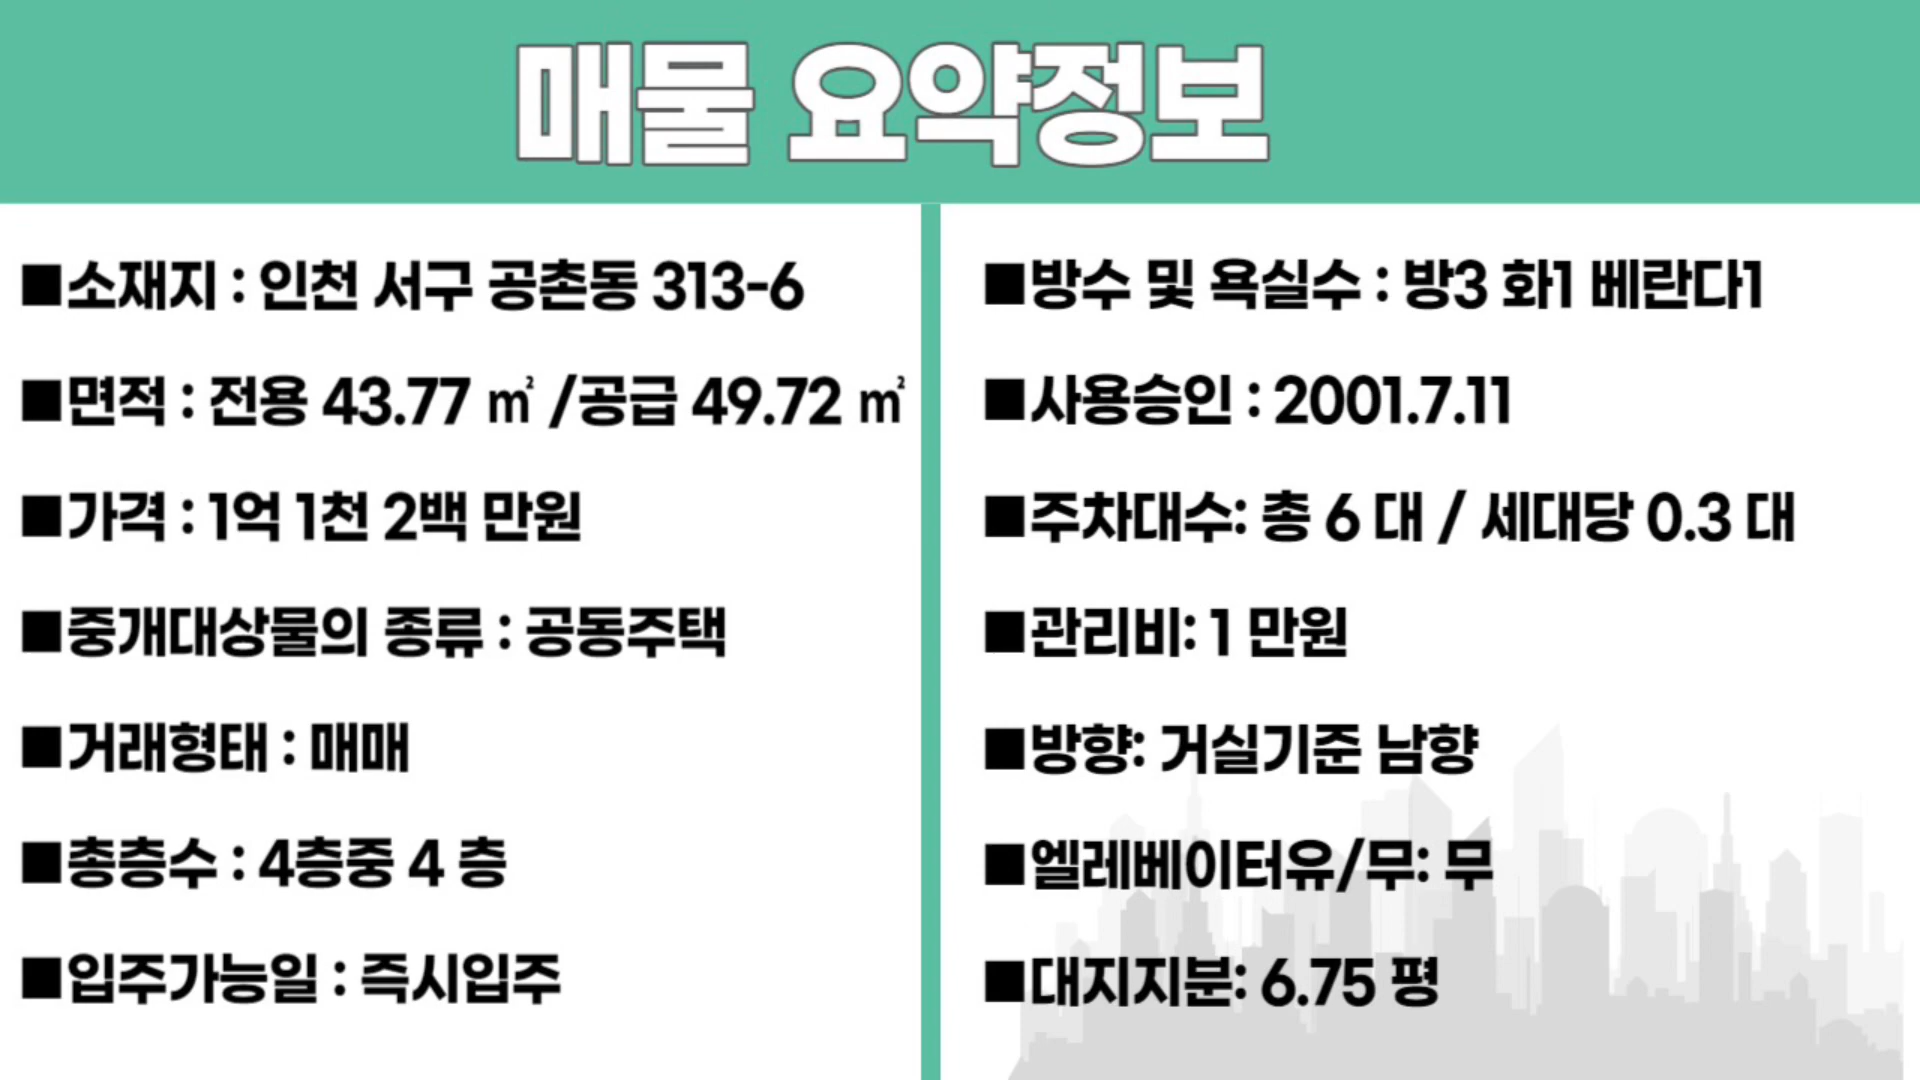 매물 요약정보
■소재지 : 인천 서구 공촌동 313-6
■면적 : 전용 43.77 ㎡ /공급 49.72 ㎡
■가격 : 1억 1천 2백 만원
■중개대상물의 종류 : 공동주택
■거래형태 : 매매
■총층수 : 4층중 4 층
■입주가능일 : 즉시입주
■방수 및 욕실수 : 방3 화1 베란다1
■사용승인 : 2001.7.11
■주차대수: 총 6 대 / 세대당 0.3 대
■관리비: 1 만원
■방향: 거실기준 남향
■엘레베이터유/무: 무
■대지지분: 6.75 평